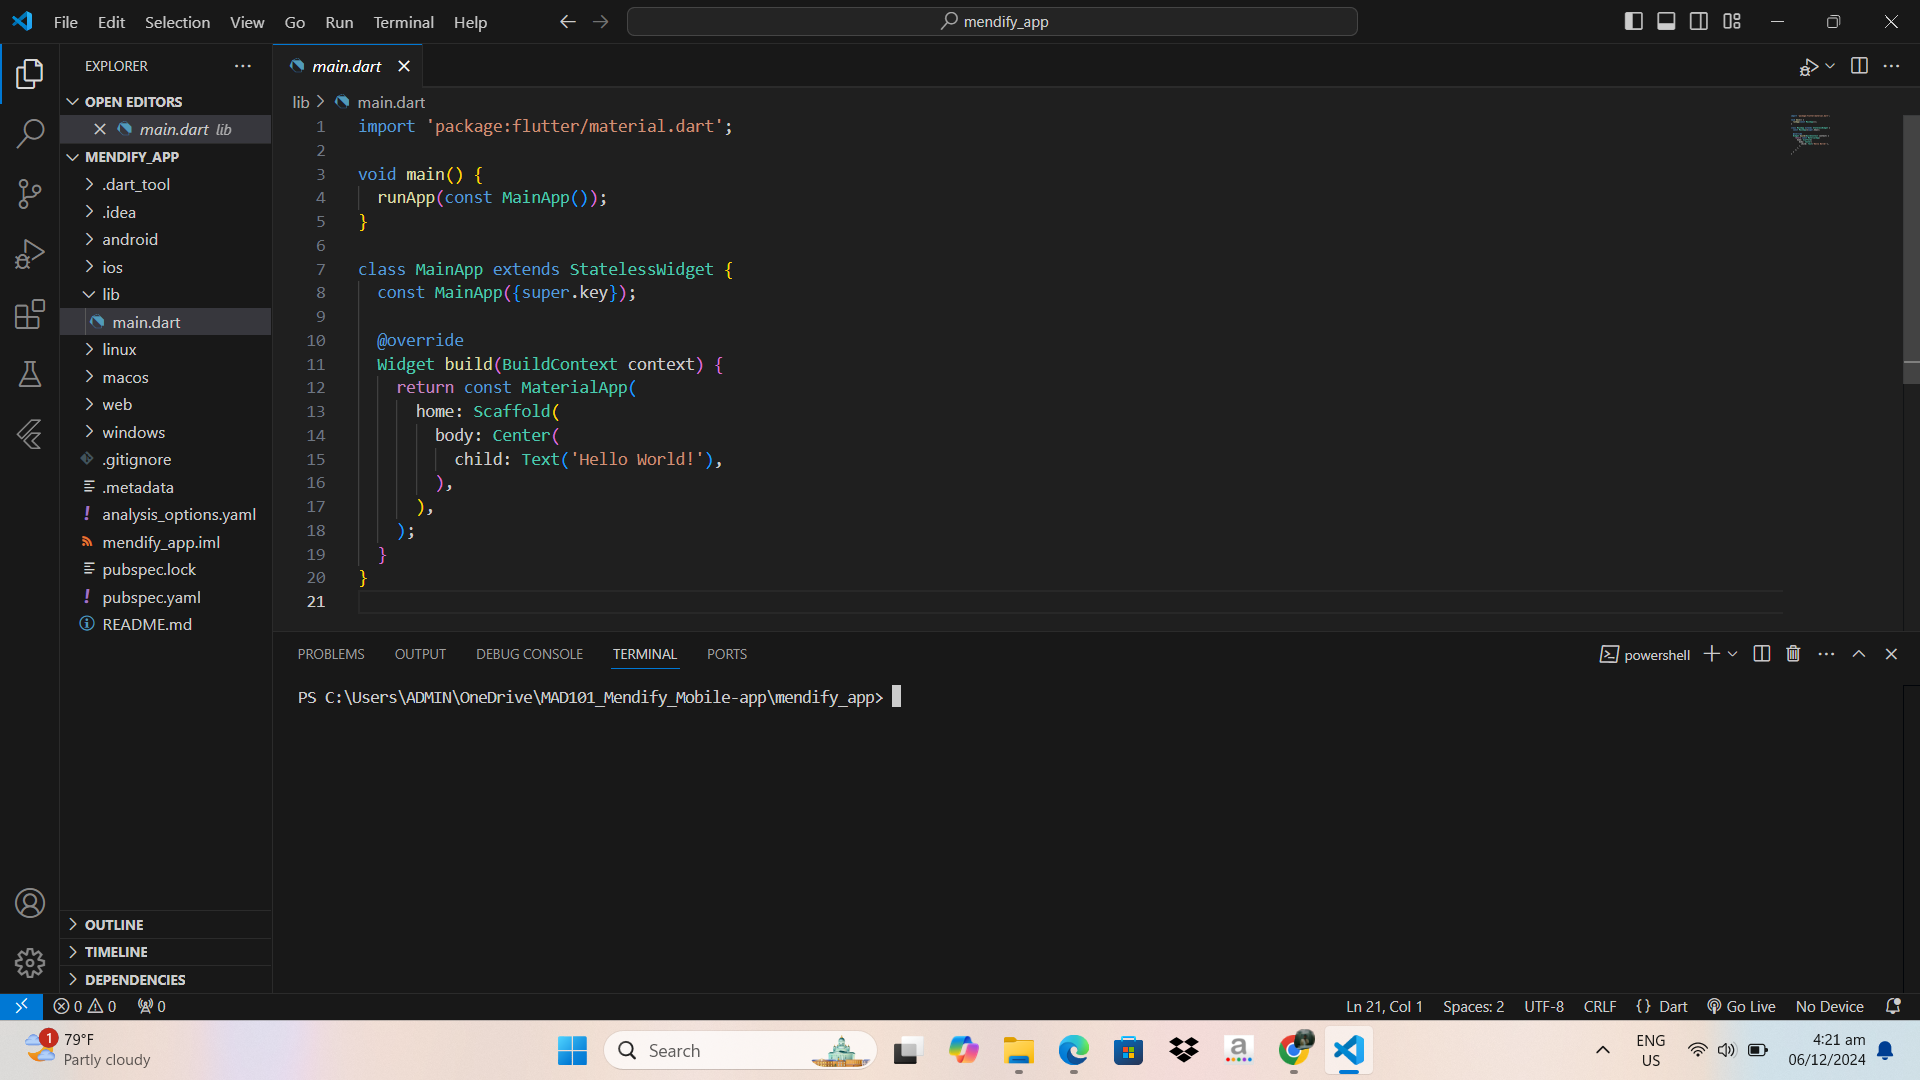 File Edit Selection View Go Run Terminal Help
mendify_app
EXPLORER
OPEN EDITORS
main.dart lib
MENDIFY_APP
.dart_tool
.idea
android
ios
lib
main.dart
linux
macos
web
windows
.gitignore
.metadata
analysis_options.yaml
mendify_app.iml
pubspec.lock
pubspec.yaml
README.md
OUTLINE
TIMELINE
DEPENDENCIES
main.dart
lib > main.dart
1 import 'package:flutter/material.dart';
2
3 void main() {
4 runApp(const MainApp());
5 }
6
7 class MainApp extends StatelessWidget {
8 const MainApp({super.key});
9
10 @override
11 Widget build(BuildContext context) {
12 return const MaterialApp(
13 home: Scaffold(
14 body: Center(
15 child: Text('Hello World!'),
16 ),
17 ),
18 );
19 }
20 }
21
PROBLEMS OUTPUT DEBUG CONSOLE TERMINAL PORTS
powershell
PS C:\Users\ADMIN\OneDrive\MAD101_Mendify_Mobile-app\mendify_app>
0 0 0
Ln 21, Col 1 Spaces: 2 UTF-8 CRLF {} Dart Go Live No Device
1
79°F
Partly cloudy
Search
a
ENG
US
4:21 am
06/12/2024